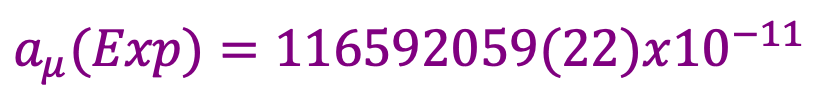 aμ(Exp) = 116592059(22)x10⁻¹¹